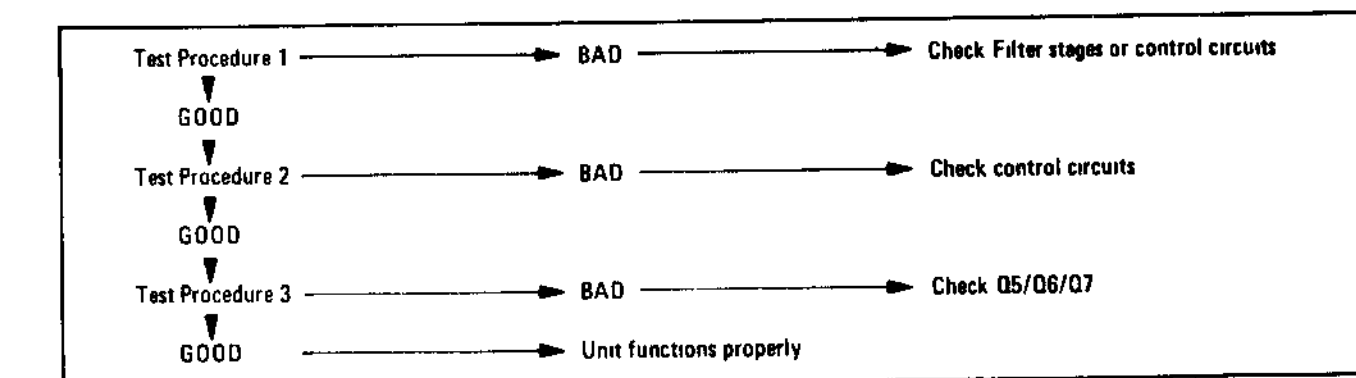 Test Procedure 1 BAD Check Filter stages or control circuits
GOOD
Test Procedure 2 BAD Check control circuits
GOOD
Test Procedure 3 BAD Check Q5/Q6/Q7
GOOD Unit functions properly